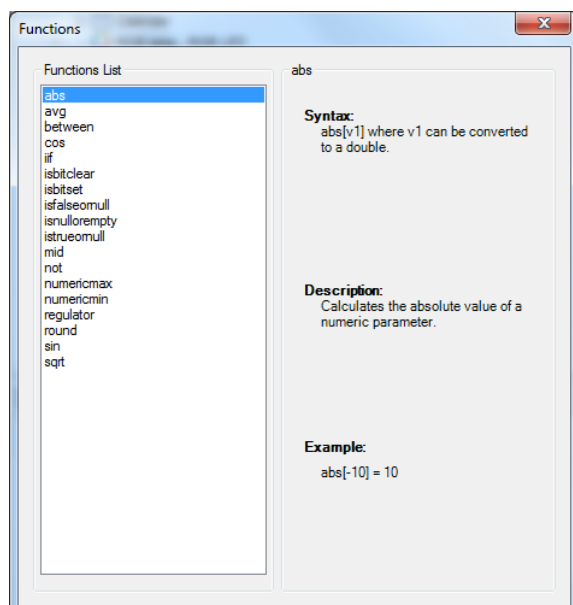 Functions
Functions List
abs
avg
between
cos
iif
isbitclear
isbitset
isfalseornull
isnullorempty
istrueornull
mid
not
numericmax
numericmin
regulator
round
sin
sqrt
abs
Syntax:
abs[v1] where v1 can be converted
to a double.
Description:
Calculates the absolute value of a
numeric parameter.
Example:
abs[-10] = 10